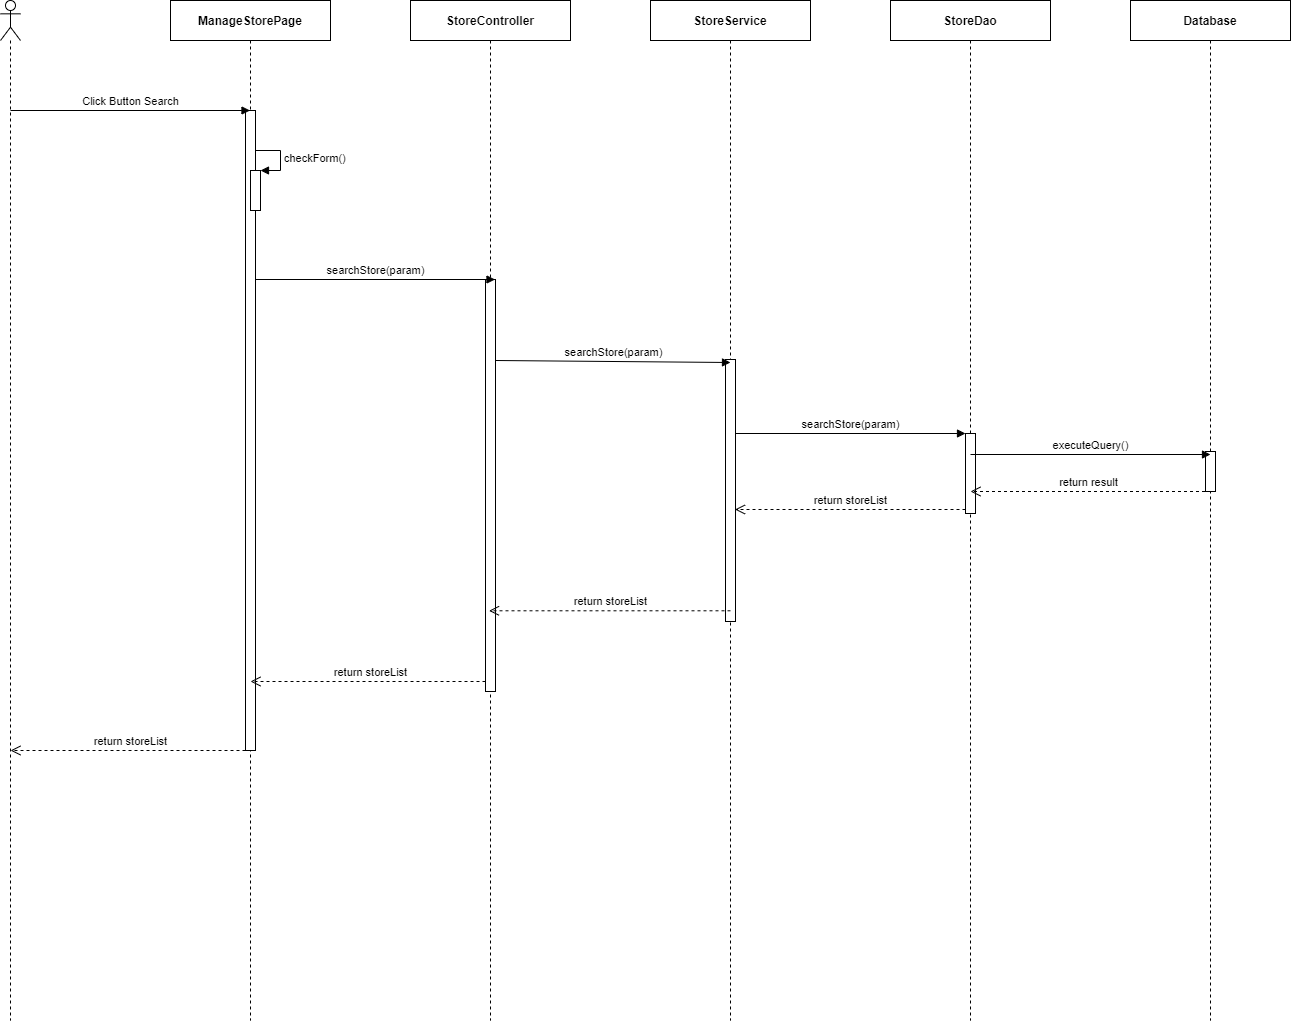 ManageStorePage
StoreController
StoreService
StoreDao
Database
Click Button Search
checkForm()
searchStore(param)
searchStore(param)
searchStore(param)
executeQuery()
return result
return storeList
return storeList
return storeList
return storeList